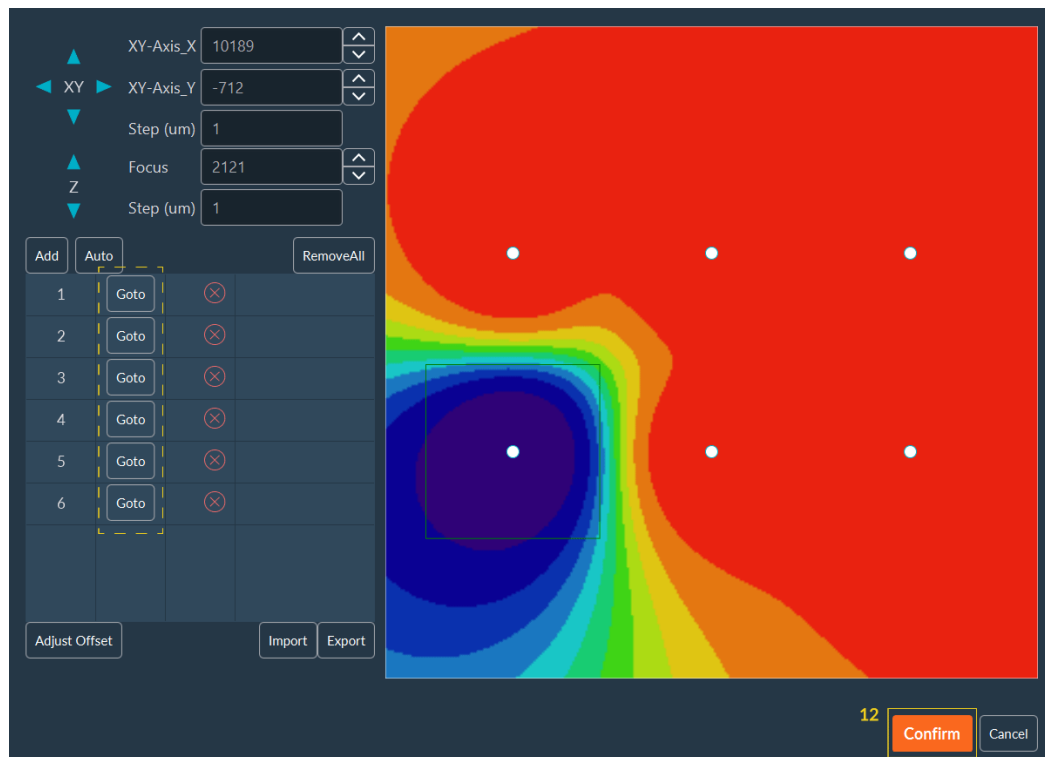 XY-Axis_X 10189
XY XY-Axis_Y -712
Step (um) 1
Focus 2121
Z
Step (um) 1
Add Auto RemoveAll
1 Goto
2 Goto
3 Goto
4 Goto
5 Goto
6 Goto
Adjust Offset Import Export
12
Confirm Cancel